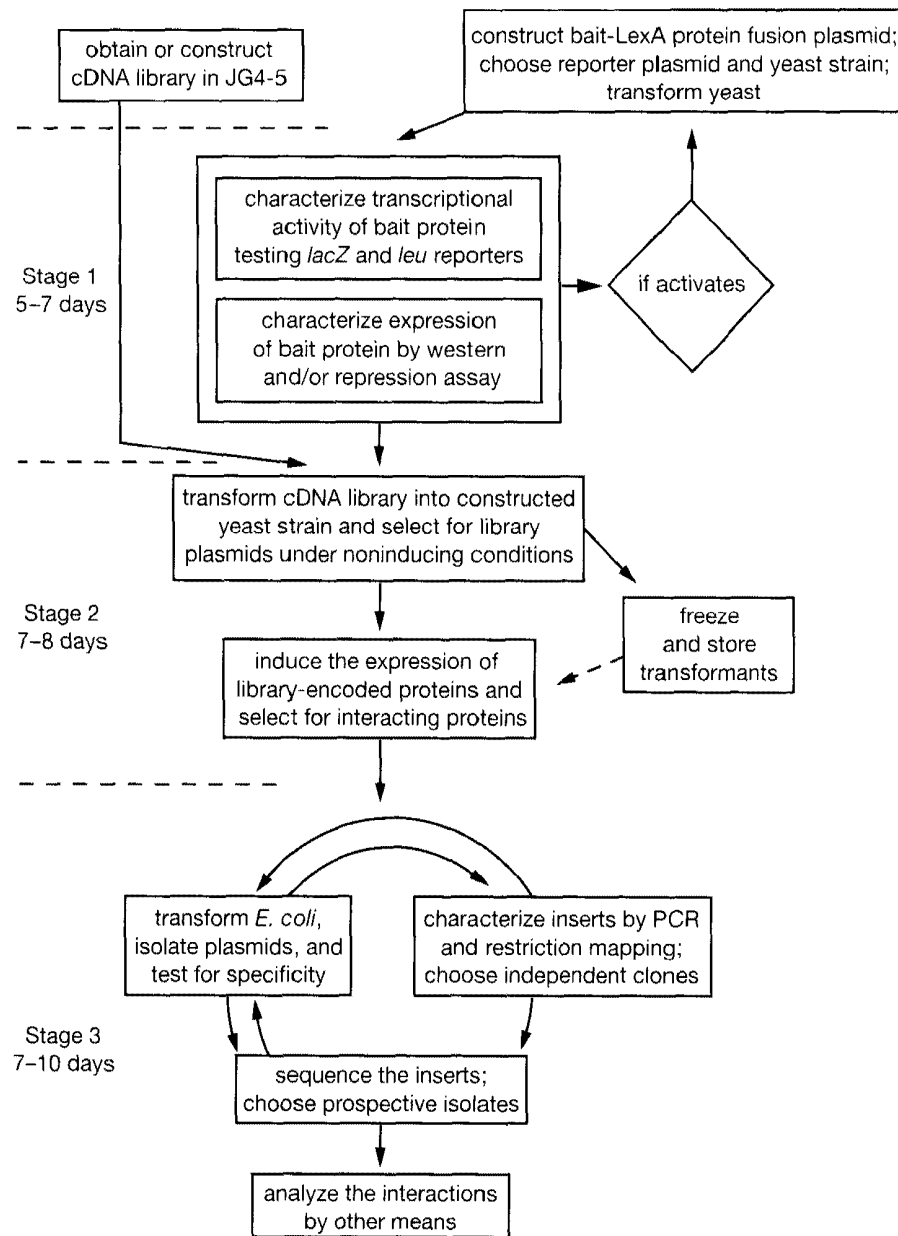 obtain or construct
cDNA library in JG4-5
construct bait-LexA protein fusion plasmid;
choose reporter plasmid and yeast strain;
transform yeast
Stage 1
5–7 days
characterize transcriptional
activity of bait protein
testing lacZ and leu reporters
characterize expression
of bait protein by western
and/or repression assay
if activates
Stage 2
7–8 days
transform cDNA library into constructed
yeast strain and select for library
plasmids under noninducing conditions
freeze
and store
transformants
induce the expression of
library-encoded proteins and
select for interacting proteins
Stage 3
7–10 days
transform E. coli,
isolate plasmids, and
test for specificity
characterize inserts by PCR
and restriction mapping;
choose independent clones
sequence the inserts;
choose prospective isolates
analyze the interactions
by other means